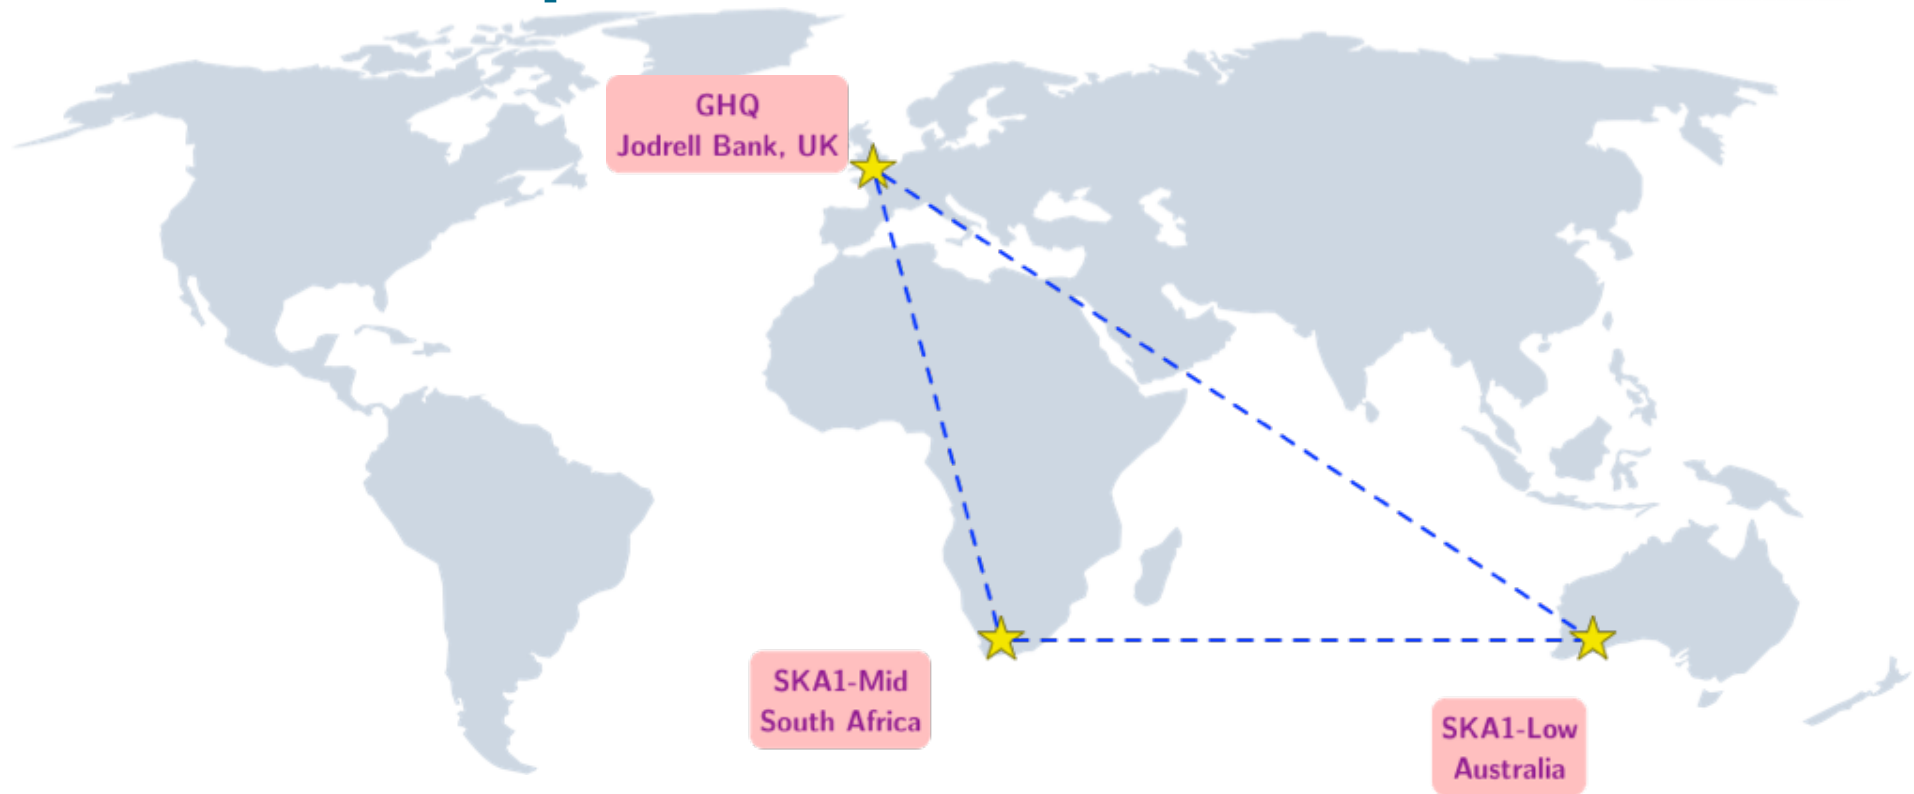 GHQ
Jodrell Bank, UK
SKA1-Mid
South Africa
SKA1-Low
Australia